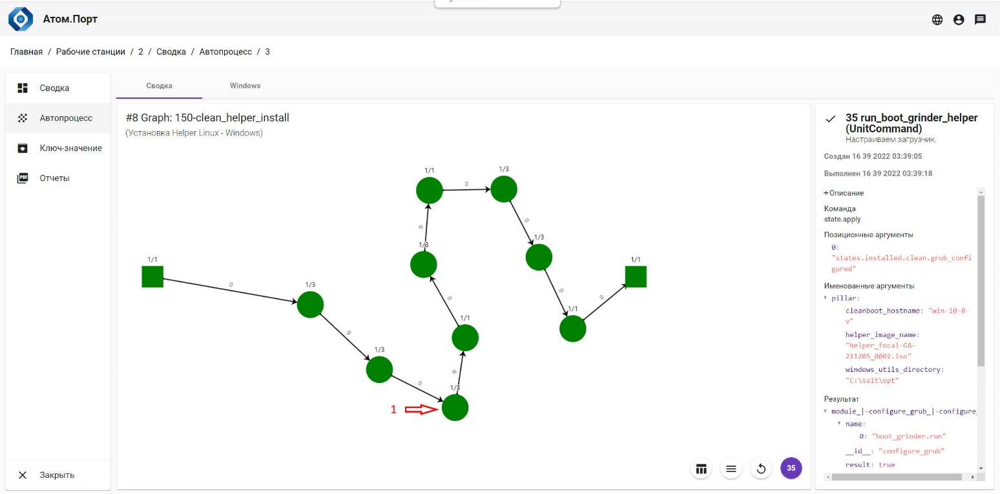 Атом.Порт
Главная / Рабочие станции / 2 / Сводка / Автопроцесс / 3
Сводка
Автопроцесс
Ключ-значение
PDF
Отчеты
Закрыть
Сводка
Windows
#8 Graph: 150-clean_helper_install
(Установка Helper Linux - Windows)
1/1
0
1/3
0
1/3
0
1/3
0
1/1
0
1/3
0
1/1
0
1/3
0
1/3
0
1/1
0
1/1
1
35
35 run_boot_grinder_helper
(UnitCommand)
Настраиваем загрузчик.
Создан 16 39 2022 03:39:05
Выполнен 16 39 2022 03:39:18
+Описание
Команда
state.apply
Позиционные аргументы
0:
"states.installed.clean.grub_confi
gured"
Именованные аргументы
pillar:
cleanboot_hostname: "win-10-0-
v"
helper_image_name:
"helper_focal-GA-
211205_0002.iso"
windows_utils_directory:
"C:\salt\opt"
Результат
module_|-configure_grub_|-configure_
name:
0: "boot_grinder.run"
__id__: "configure_grub"
result: true